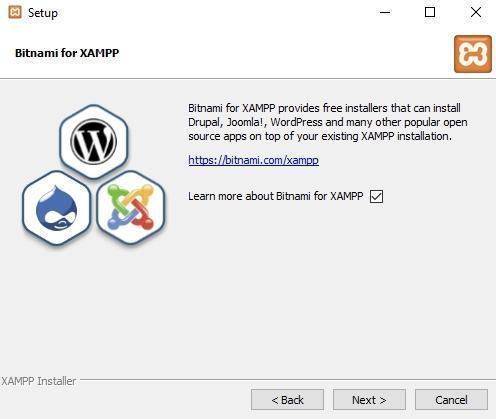 Setup
Bitnami for XAMPP
Bitnami for XAMPP provides free installers that can install
Drupal, Joomla!, WordPress and many other popular open
source apps on top of your existing XAMPP installation.
https://bitnami.com/xampp
Learn more about Bitnami for XAMPP
XAMPP Installer
< Back
Next >
Cancel